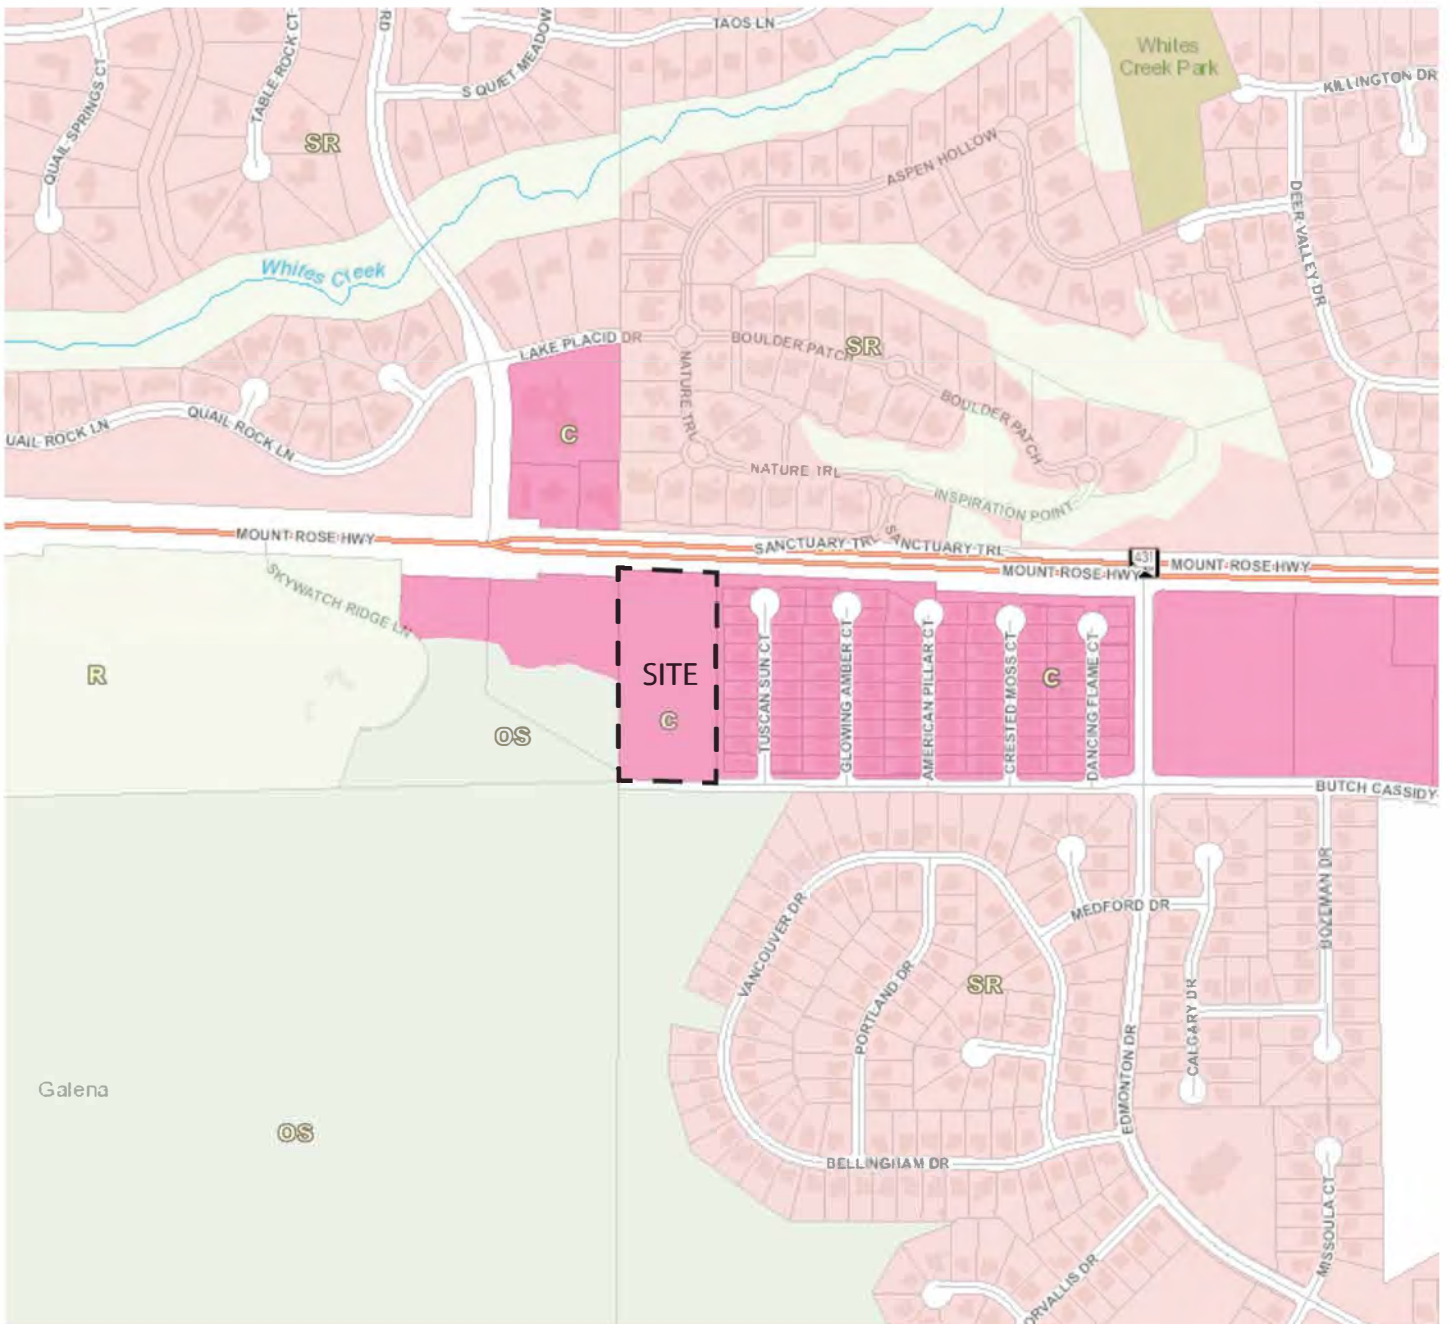 TAOS LN
RD
TABLE ROCK CT
S QUIET MEADOW
QUAIL SPRINGS CT
Whites
Creek Park
KILLINGTON DR
SR
ASPEN HOLLOW
DEER VALLEY DR
Whites Creek
LAKE PLACID DR
BOULDER PATCH
SR
NATURE TRL
BOULDER PATCH
QUAIL ROCK LN
UAIL ROCK LN
C
NATURE TRL
INSPIRATION POINT
MOUNT ROSE HWY
SANCTUARY TRL
SANCTUARY TRL
SANCTUARY TRL
431
MOUNT ROSE HWY
MOUNT ROSE HWY
SKYWATCH RIDGE LN
R
SITE
C
OS
TUSCAN SUN CT
GLOWING AMBER CT
AMERICAN PILLAR CT
CRESTED MOSS CT
C
DANCING FLAME CT
BUTCH CASSIDY
VANCOUVER DR
MEDFORD DR
BOZEMAN DR
PORTLAND DR
SR
CALGARY DR
EDMONTON DR
Galena
OS
BELLINGHAM DR
MISSOULA CT
ORVALLIS DR